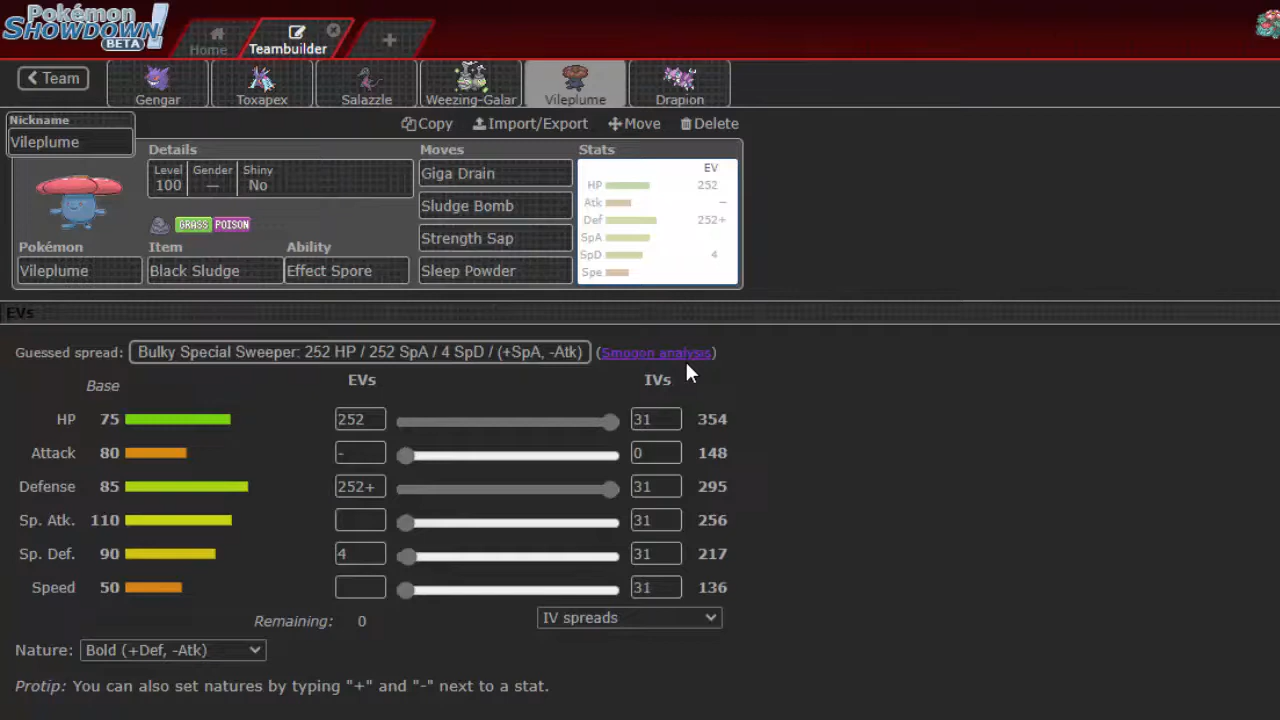 Pokémon
SHOWDOWN!
BETA
Home
Teambuilder
+
< Team
Gengar
Toxapex
Salazzle
Weezing-Galar
Vileplume
Drapion
Copy Import/Export Move Delete
Nickname
Vileplume
Details
Level
100
Gender
—
Shiny
No
GRASS POISON
Pokémon
Vileplume
Item
Black Sludge
Ability
Effect Spore
Moves
Giga Drain
Sludge Bomb
Strength Sap
Sleep Powder
Stats
EV
HP 252
Atk –
Def 252+
SpA
SpD 4
Spe
EVs
Guessed spread: Bulky Special Sweeper: 252 HP / 252 SpA / 4 SpD / (+SpA, -Atk) (Smogon analysis)
Base EVs IVs
HP 75 252 31 354
Attack 80 - 0 148
Defense 85 252+ 31 295
Sp. Atk. 110 31 256
Sp. Def. 90 4 31 217
Speed 50 31 136
Remaining: 0 IV spreads
Nature: Bold (+Def, -Atk)
Protip: You can also set natures by typing "+" and "-" next to a stat.